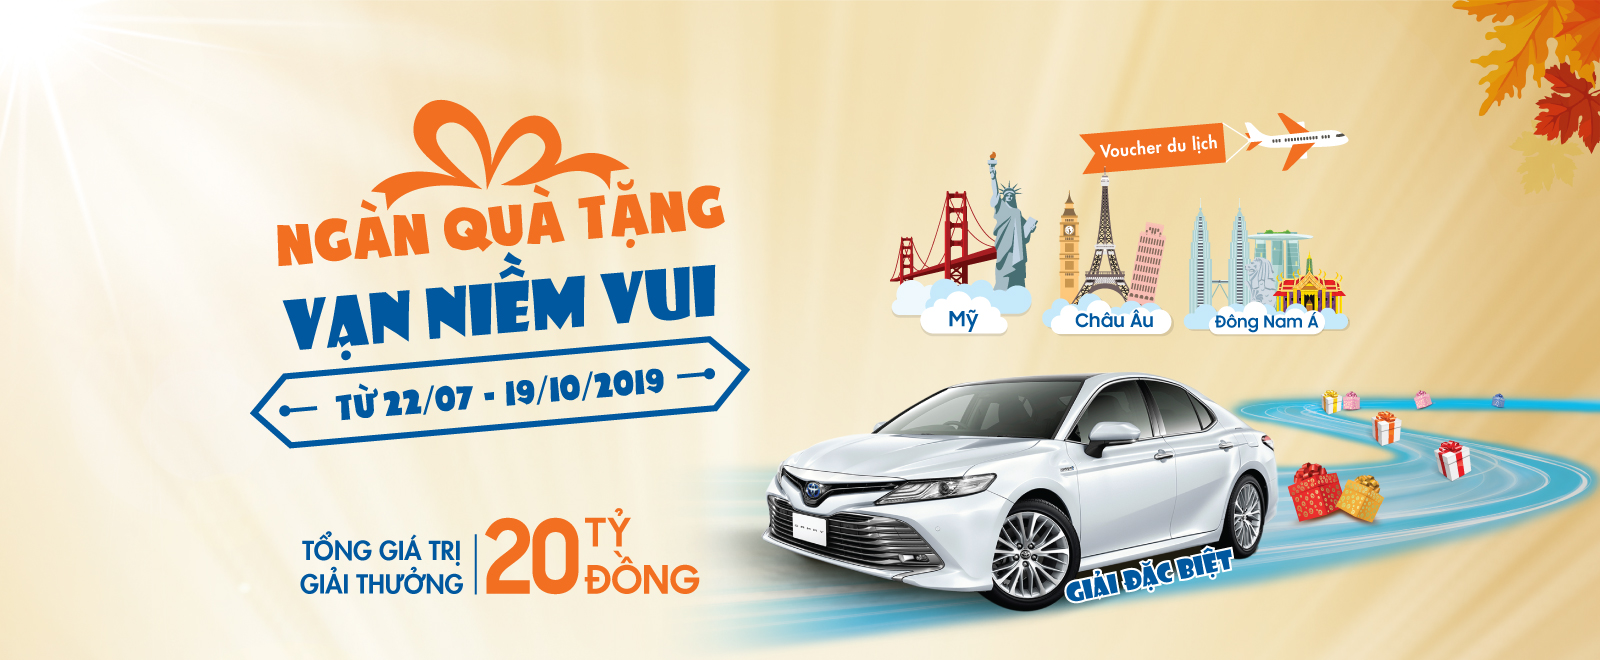 NGÀN QUÀ TẶNG
VẠN NIỀM VUI
TỪ 22/07 - 19/10/2019
TỔNG GIÁ TRỊ
GIẢI THƯỞNG
20 TỶ
ĐỒNG
Voucher du lịch
Mỹ
Châu Âu
Đông Nam Á
CAMRY
GIẢI ĐẶC BIỆT